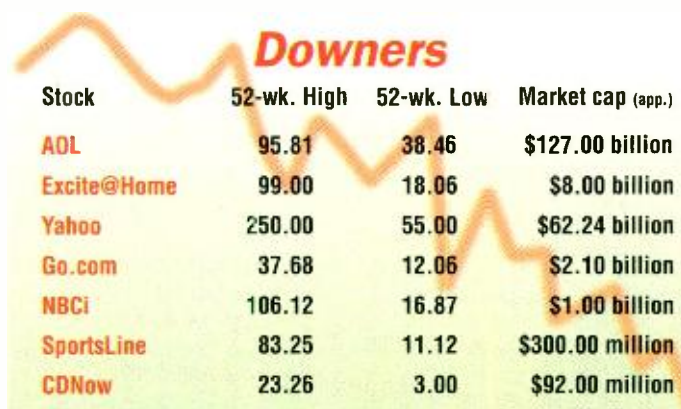 Downers
Stock 52-wk. High 52-wk. Low Market cap (app.)
AOL 95.81 38.46 $127.00 billion
Excite@Home 99.00 18.06 $8.00 billion
Yahoo 250.00 55.00 $62.24 billion
Go.com 37.68 12.06 $2.10 billion
NBCi 106.12 16.87 $1.00 billion
SportsLine 83.25 11.12 $300.00 million
CDNow 23.26 3.00 $92.00 million